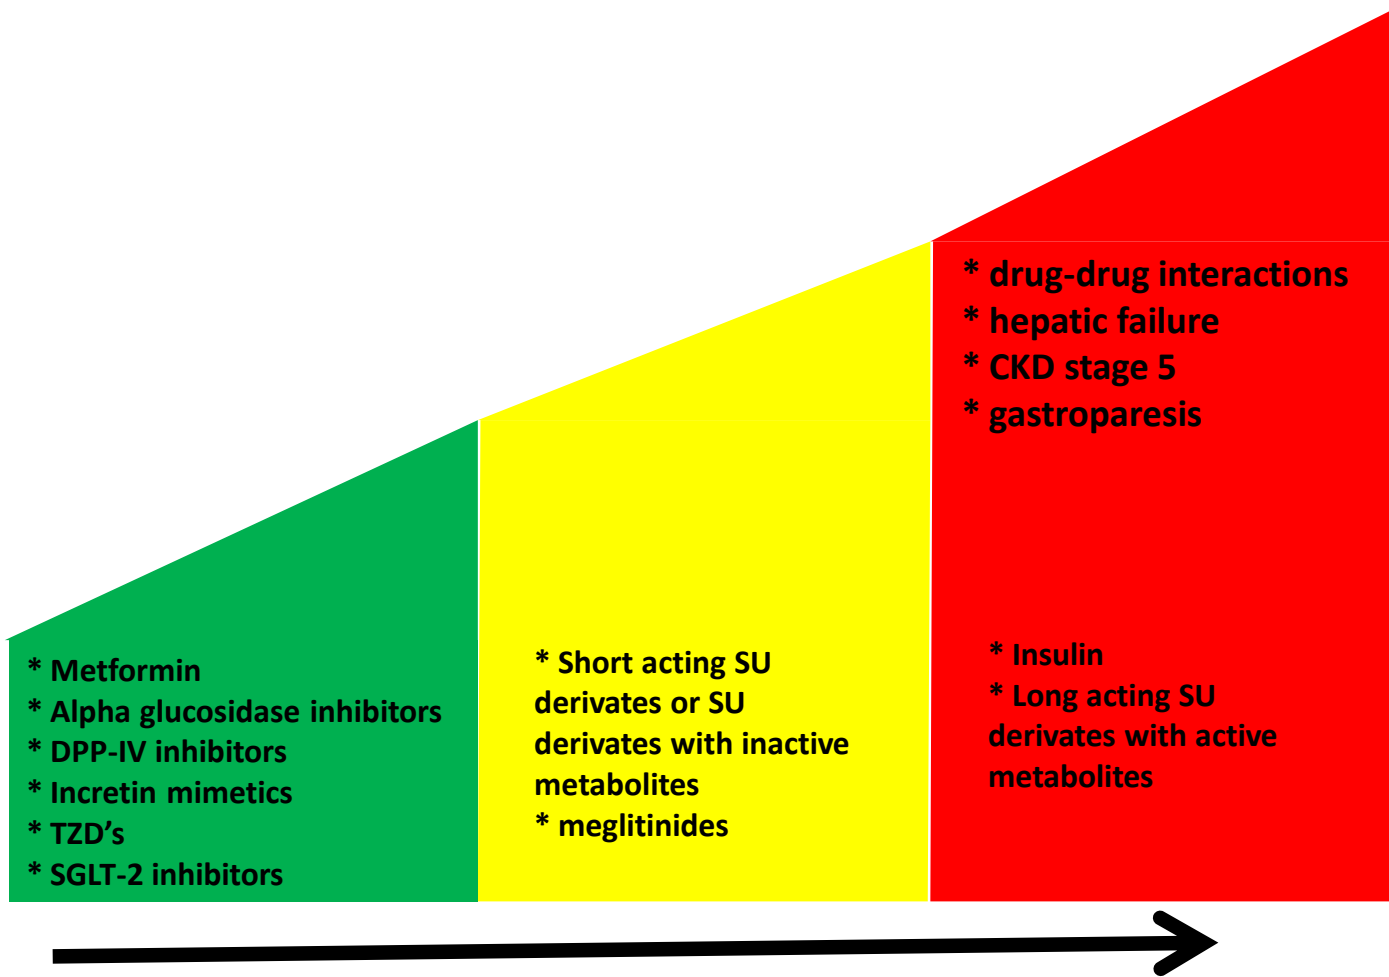 * Metformin
* Alpha glucosidase inhibitors
* DPP-IV inhibitors
* Incretin mimetics
* TZD's
* SGLT-2 inhibitors
* Short acting SU
derivates or SU
derivates with inactive
metabolites
* meglitinides
* drug-drug interactions
* hepatic failure
* CKD stage 5
* gastroparesis
* Insulin
* Long acting SU
derivates with active
metabolites